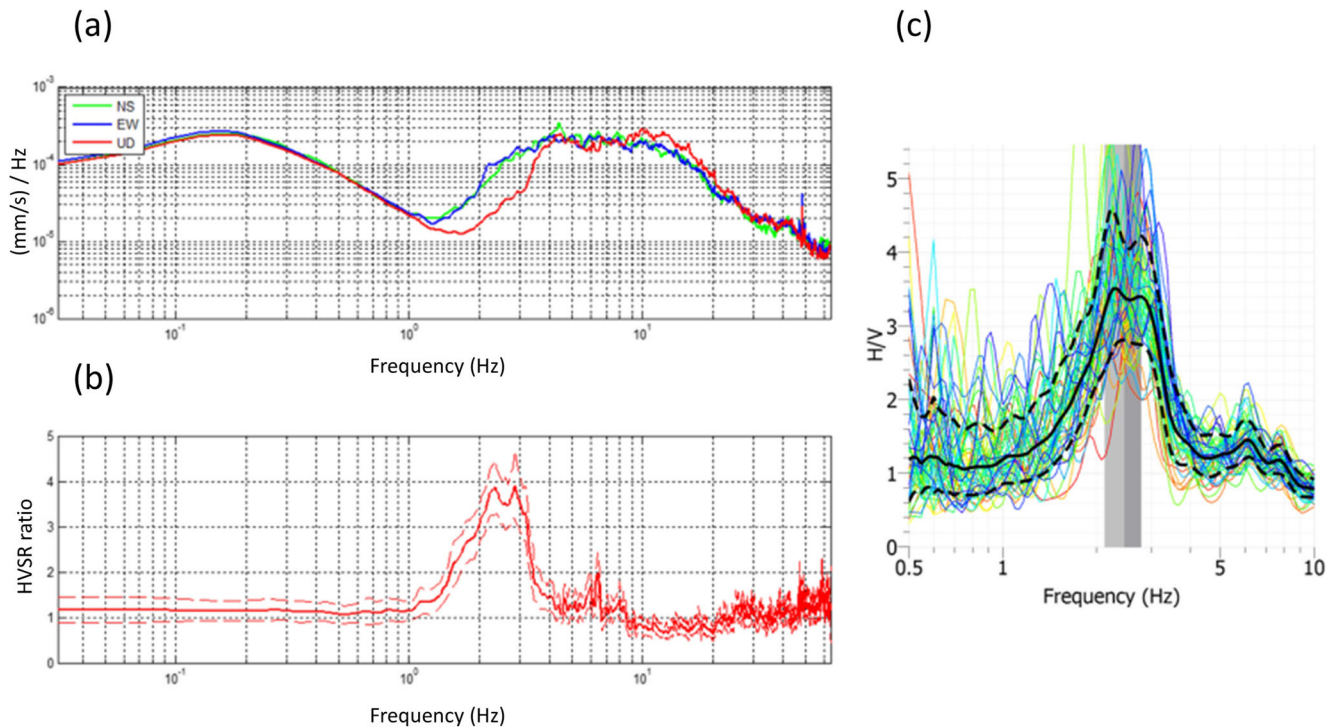 (a)
10⁻³
10⁻⁴
10⁻⁵
10⁻⁶
(mm/s) / Hz
NS
EW
UD
10⁻¹
10⁰
10¹
Frequency (Hz)
(b)
5
4
3
2
1
0
HVSR ratio
10⁻¹
10⁰
10¹
Frequency (Hz)
(c)
5
4
3
2
1
0
H/V
0.5
1
5
10
Frequency (Hz)